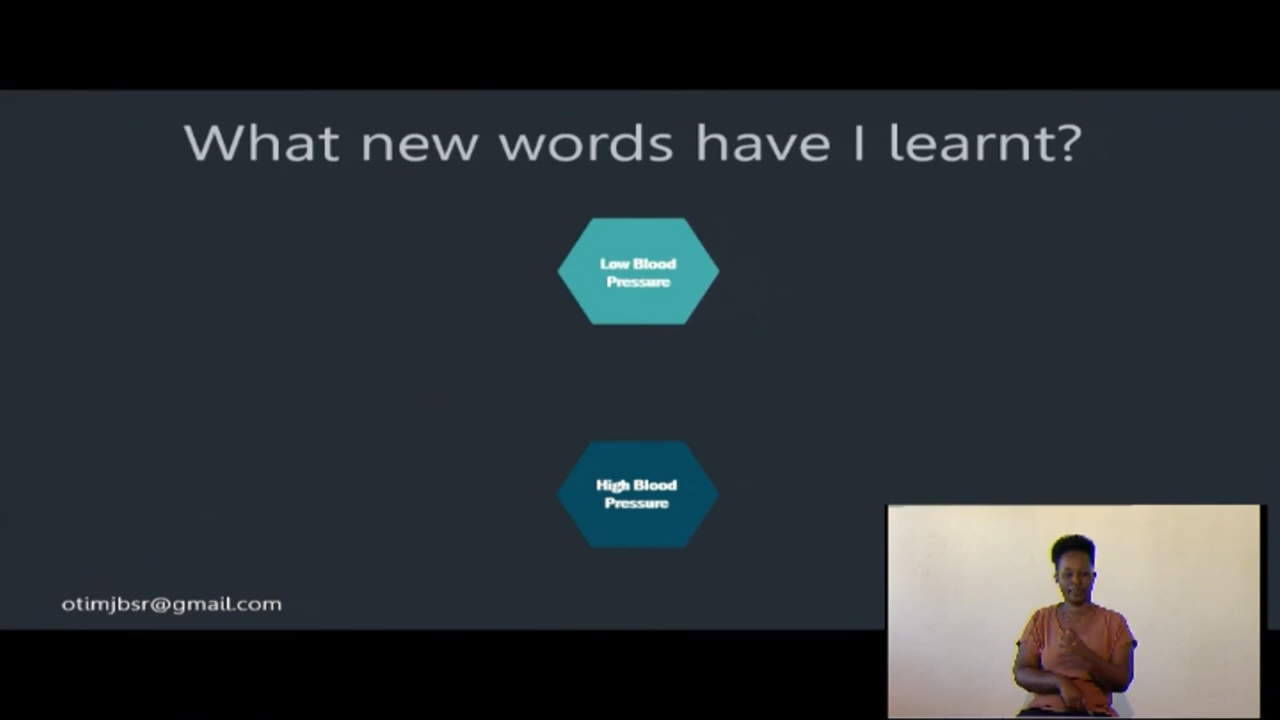 What new words have I learnt?
Low Blood
Pressure
High Blood
Pressure
otimjbsr@gmail.com